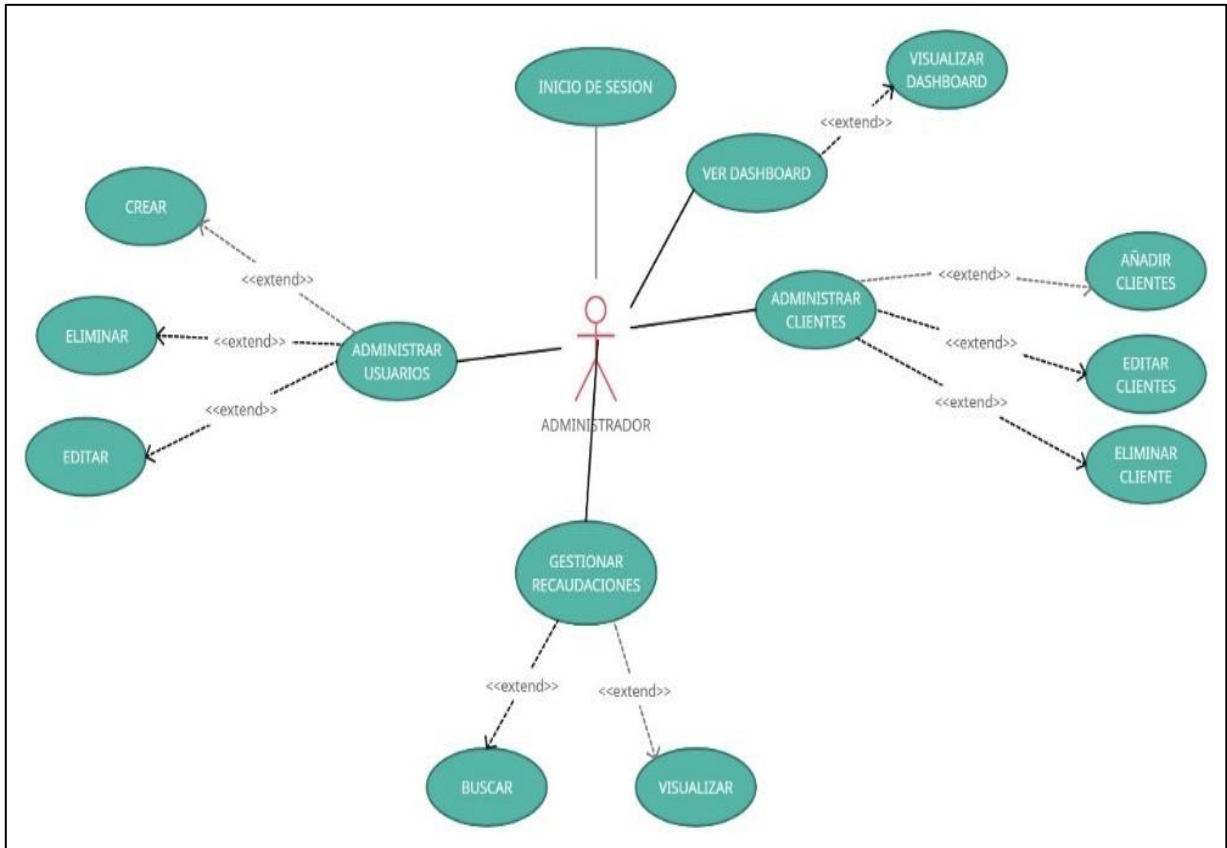 INICIO DE SESION
VISUALIZAR
DASHBOARD
<<extend>>
VER DASHBOARD
CREAR
<<extend>>
ELIMINAR
<<extend>>
ADMINISTRAR
USUARIOS
<<extend>>
EDITAR
ADMINISTRADOR
ADMINISTRAR
CLIENTES
<<extend>>
AÑADIR
CLIENTES
<<extend>>
EDITAR
CLIENTES
<<extend>>
ELIMINAR
CLIENTE
GESTIONAR
RECAUDACIONES
<<extend>>
<<extend>>
BUSCAR
VISUALIZAR